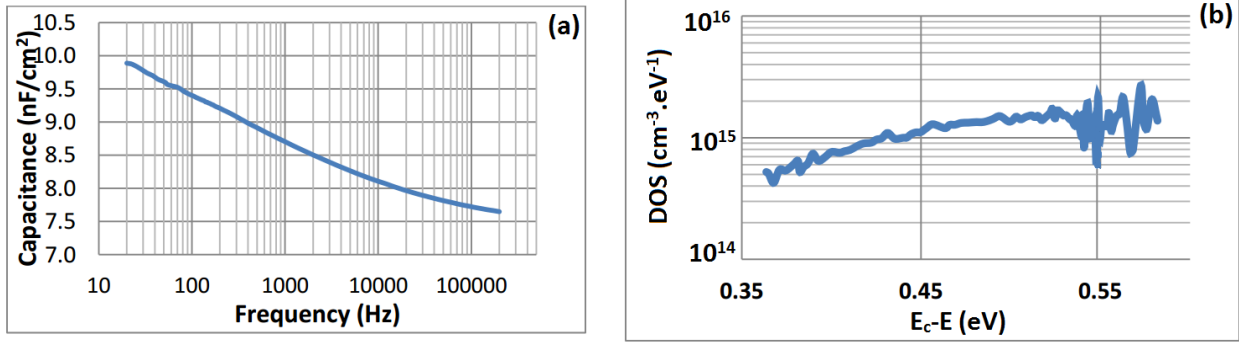 (a)
Capacitance (nF/cm²)
10.5
10.0
9.5
9.0
8.5
8.0
7.5
7.0
10 100 1000 10000 100000
Frequency (Hz)
(b)
DOS (cm⁻³.eV⁻¹)
10¹⁶
10¹⁵
10¹⁴
0.35 0.45 0.55
E꜀-E (eV)